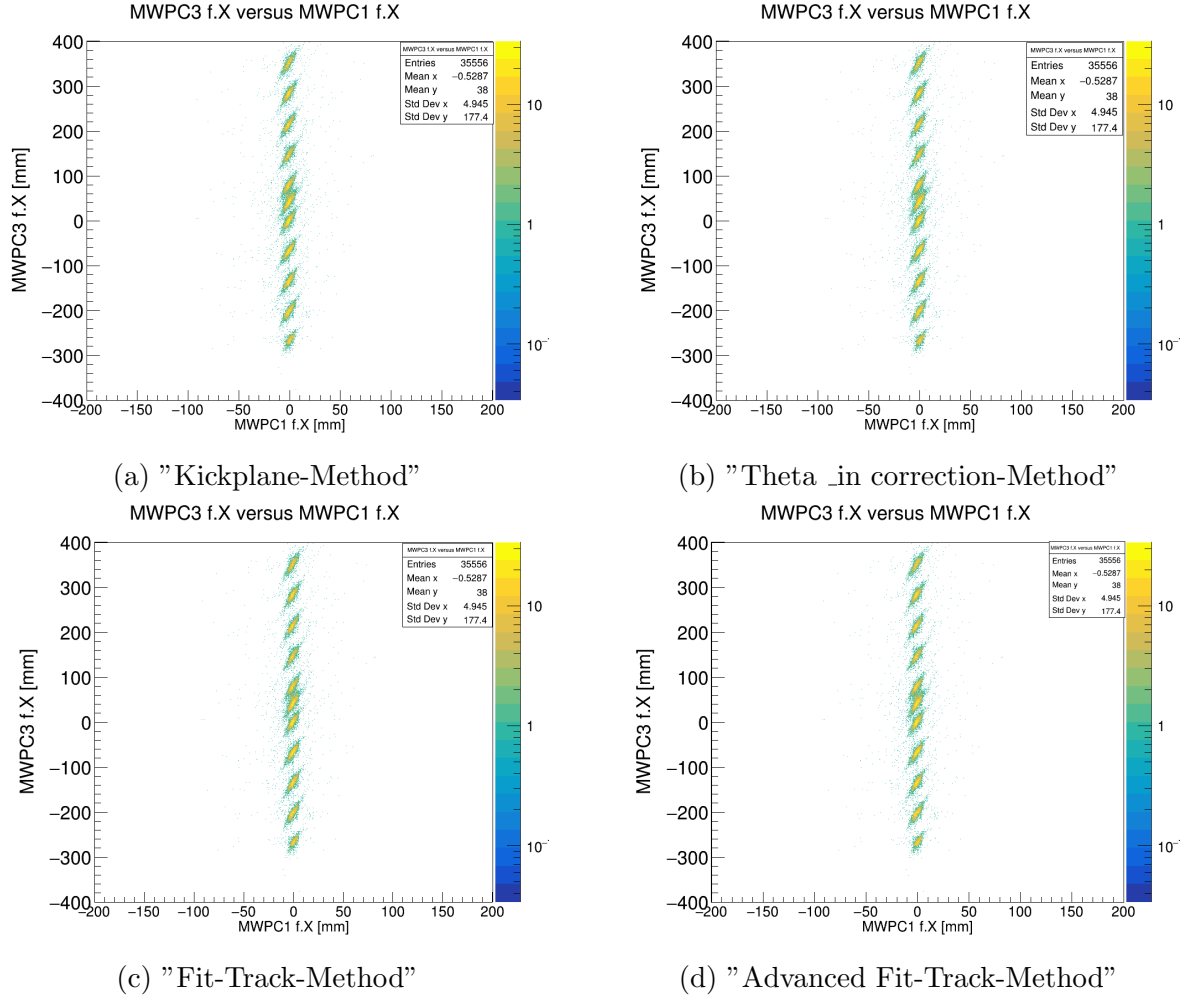 MWPC3 f.X versus MWPC1 f.X
MWPC3 f.X [mm]
400
300
200
100
0
−100
−200
−300
−400
MWPC3 f.X versus MWPC1 f.X
Entries 35556
Mean x −0.5287
Mean y 38
Std Dev x 4.945
Std Dev y 177.4
10
1
10⁻
−200 −150 −100 −50 0 50 100 150 200
MWPC1 f.X [mm]
(a) ”Kickplane-Method”
MWPC3 f.X versus MWPC1 f.X
MWPC3 f.X [mm]
400
300
200
100
0
−100
−200
−300
−400
MWPC3 f.X versus MWPC1 f.X
Entries 35556
Mean x −0.5287
Mean y 38
Std Dev x 4.945
Std Dev y 177.4
10
1
10⁻
−200 −150 −100 −50 0 50 100 150 200
MWPC1 f.X [mm]
(b) ”Theta _in correction-Method”
MWPC3 f.X versus MWPC1 f.X
MWPC3 f.X [mm]
400
300
200
100
0
−100
−200
−300
−400
MWPC3 f.X versus MWPC1 f.X
Entries 35556
Mean x −0.5287
Mean y 38
Std Dev x 4.945
Std Dev y 177.4
10
1
10⁻
−200 −150 −100 −50 0 50 100 150 200
MWPC1 f.X [mm]
(c) ”Fit-Track-Method”
MWPC3 f.X versus MWPC1 f.X
MWPC3 f.X [mm]
400
300
200
100
0
−100
−200
−300
−400
MWPC3 f.X versus MWPC1 f.X
Entries 35556
Mean x −0.5287
Mean y 38
Std Dev x 4.945
Std Dev y 177.4
10
1
10⁻
−200 −150 −100 −50 0 50 100 150 200
MWPC1 f.X [mm]
(d) ”Advanced Fit-Track-Method”